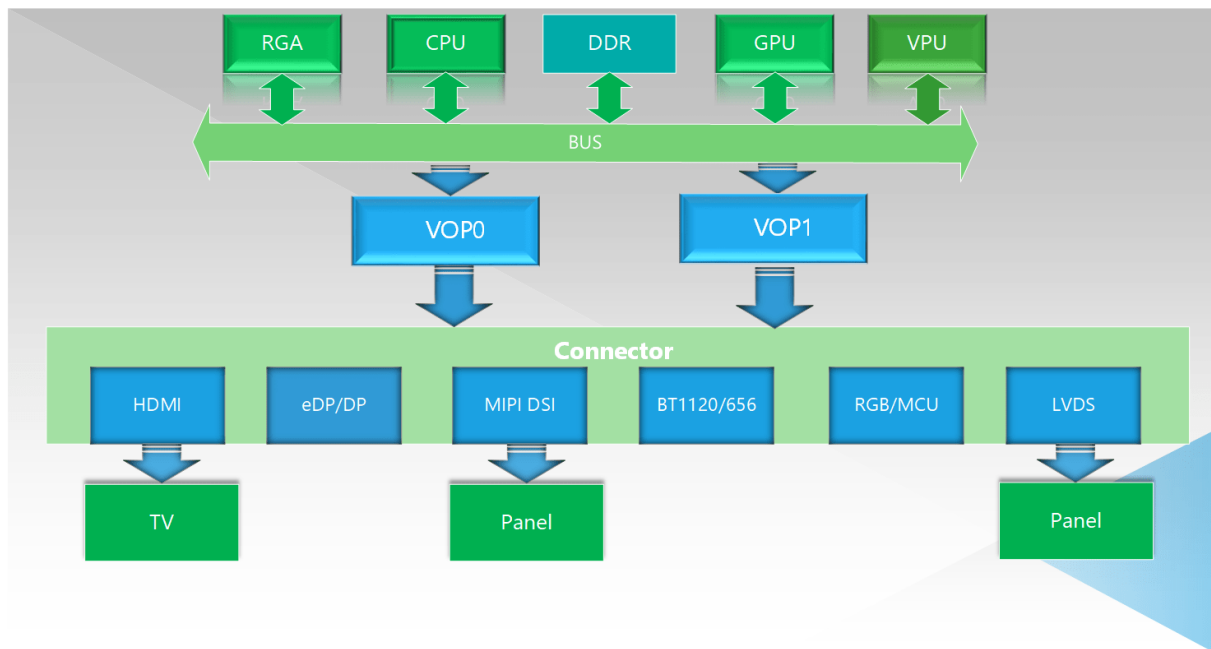 RGA
CPU
DDR
GPU
VPU
BUS
VOP0
VOP1
Connector
HDMI
eDP/DP
MIPI DSI
BT1120/656
RGB/MCU
LVDS
TV
Panel
Panel